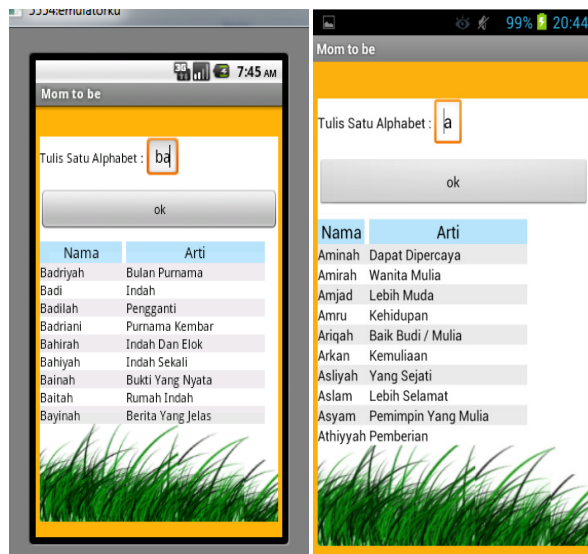 5554:emulatorku
3G
7:45 AM
Mom to be
Tulis Satu Alphabet : ba
ok
Nama Arti
Badriyah Bulan Purnama
Badi Indah
Badilah Pengganti
Badriani Purnama Kembar
Bahirah Indah Dan Elok
Bahiyah Indah Sekali
Bainah Bukti Yang Nyata
Baitah Rumah Indah
Bayinah Berita Yang Jelas
99% 20:44
Mom to be
Tulis Satu Alphabet : a
ok
Nama Arti
Aminah Dapat Dipercaya
Amirah Wanita Mulia
Amjad Lebih Muda
Amru Kehidupan
Ariqah Baik Budi / Mulia
Arkan Kemuliaan
Asliyah Yang Sejati
Aslam Lebih Selamat
Asyam Pemimpin Yang Mulia
Athiyyah Pemberian